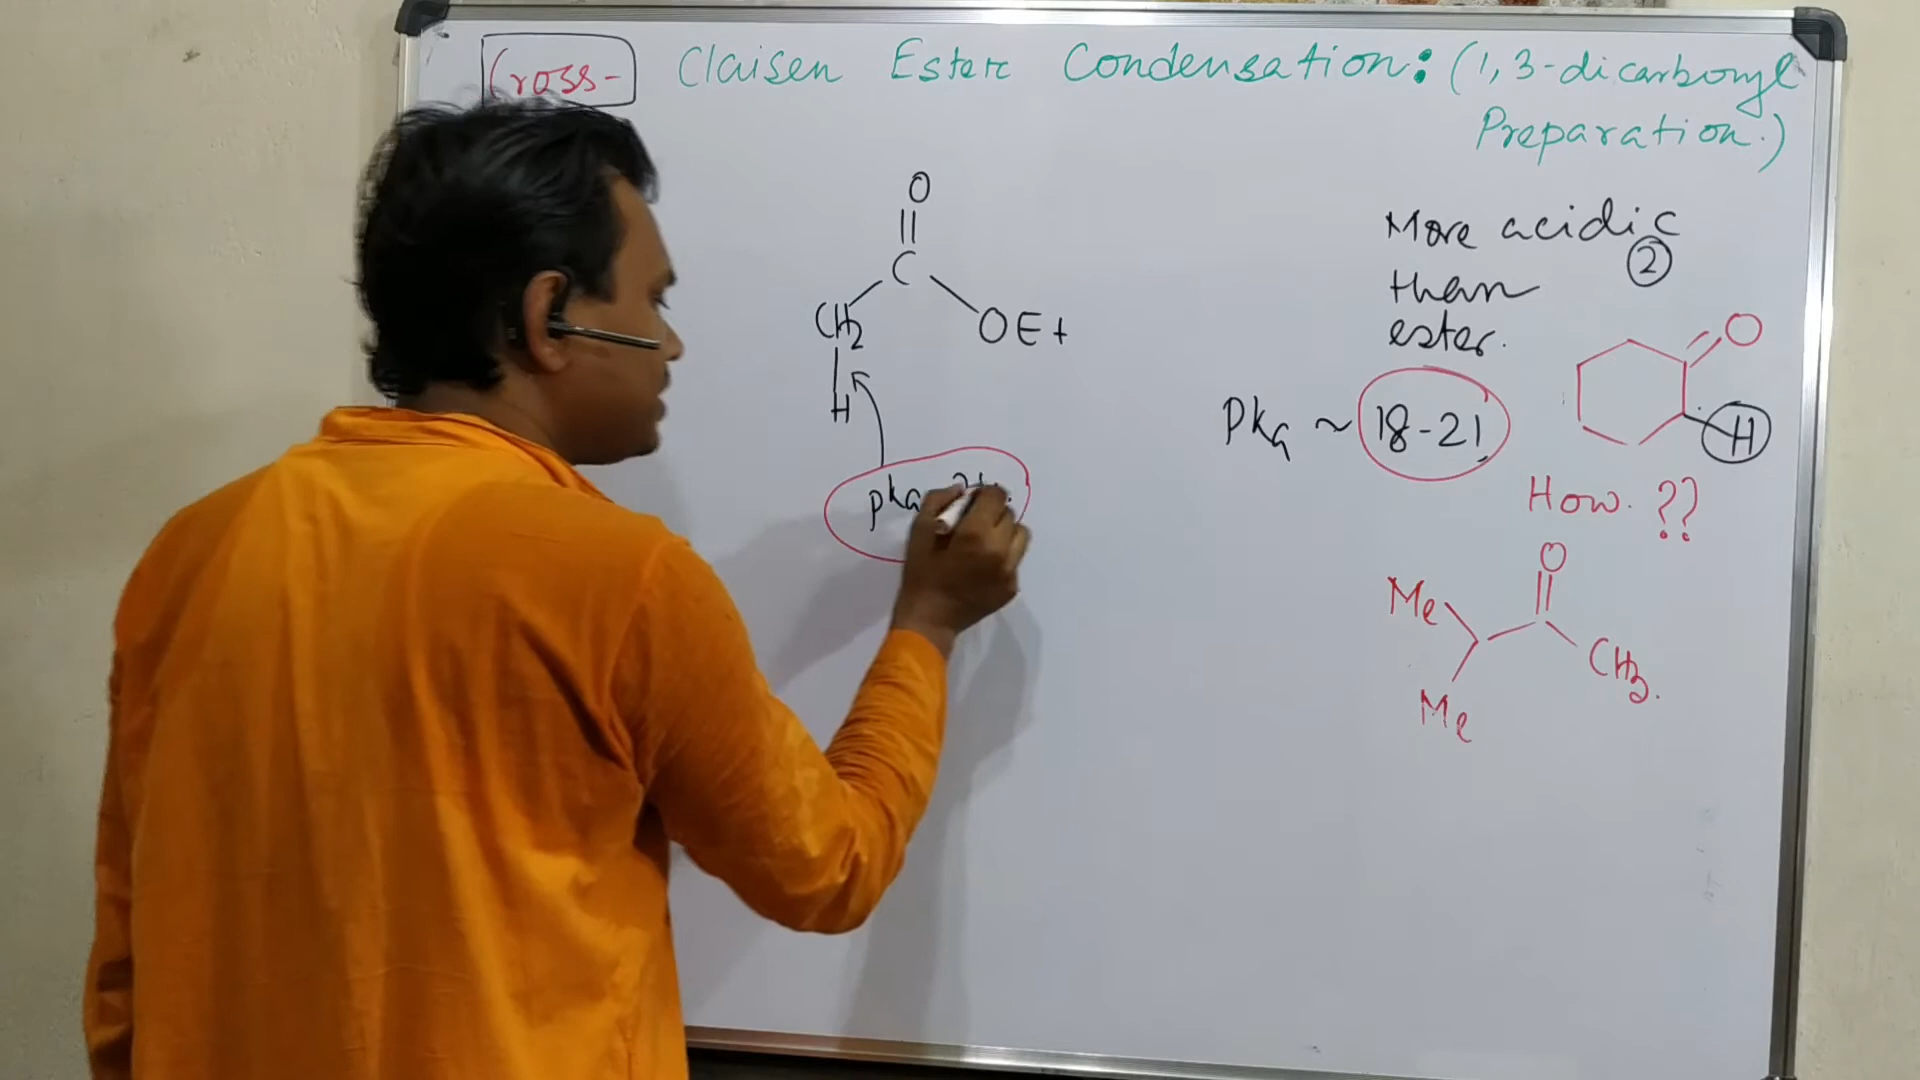 Cross- Claisen Ester Condensation: (1,3-dicarbonyl
Preparation.)
O
C
CH2
OEt
H
pka
More acidic
2
than
ester.
O
Pka ~ 18-21
H
How. ??
O
Me
CH3.
Me